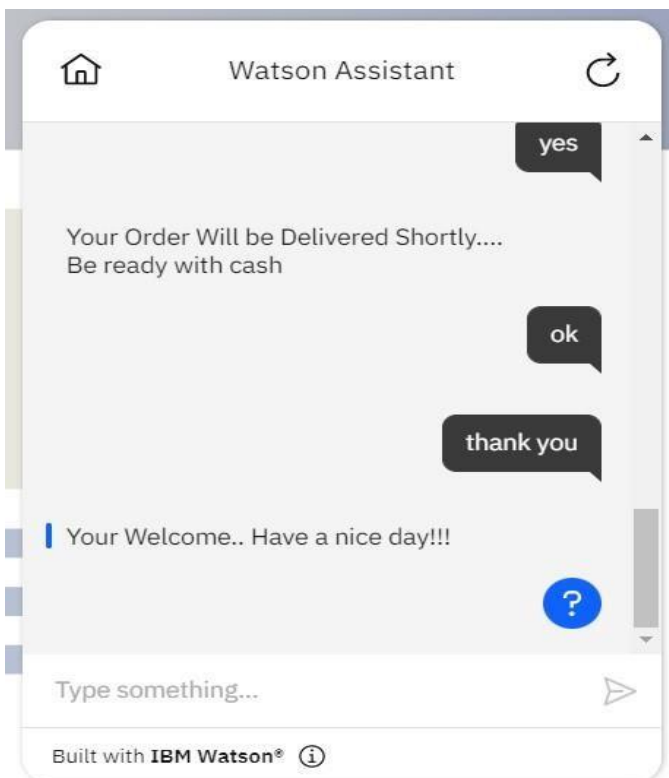 Watson Assistant
yes
Your Order Will be Delivered Shortly....
Be ready with cash
ok
thank you
Your Welcome.. Have a nice day!!!
?
Type something...
Built with IBM Watson®